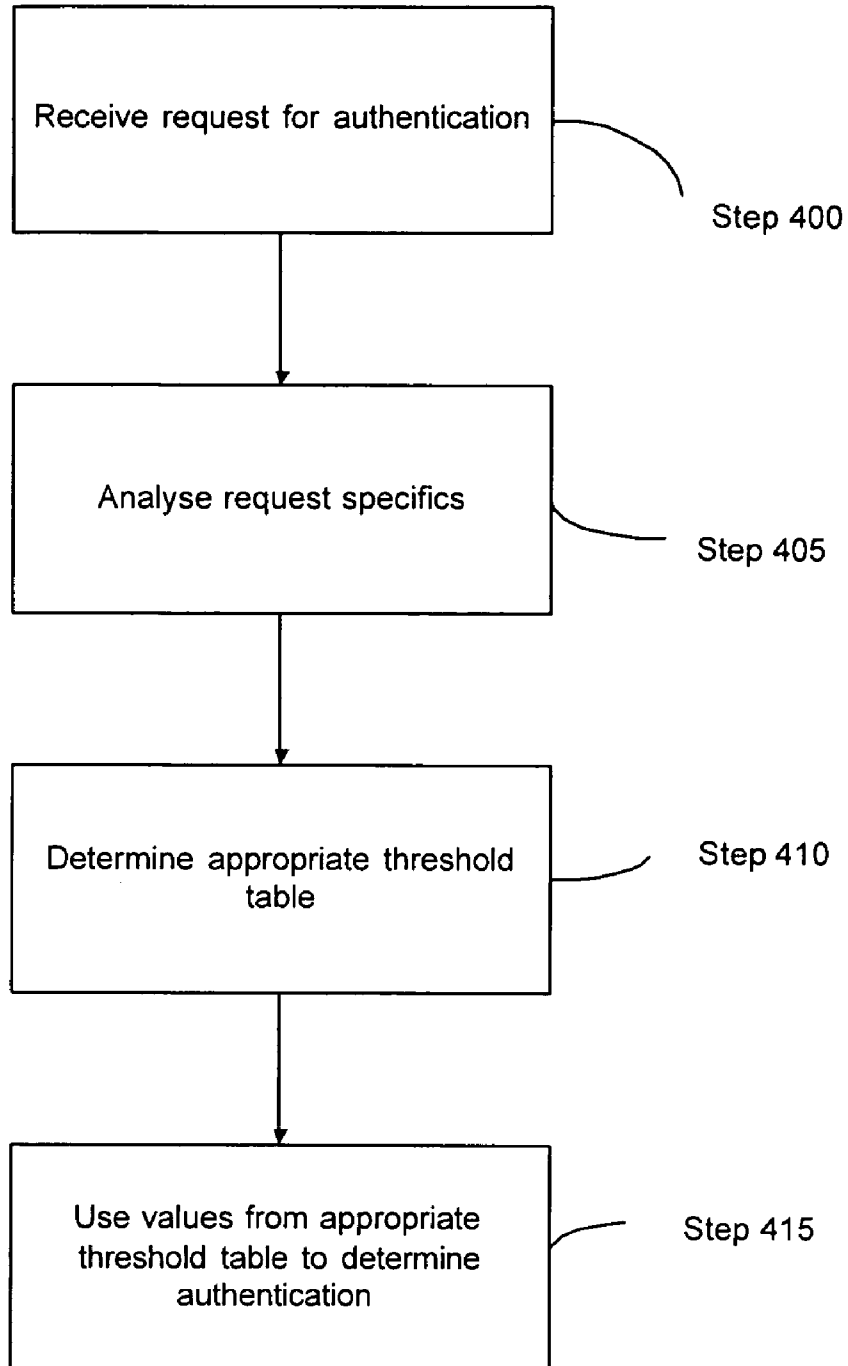 Receive request for authentication
Step 400
Analyse request specifics
Step 405
Determine appropriate threshold
table
Step 410
Use values from appropriate
threshold table to determine
authentication
Step 415